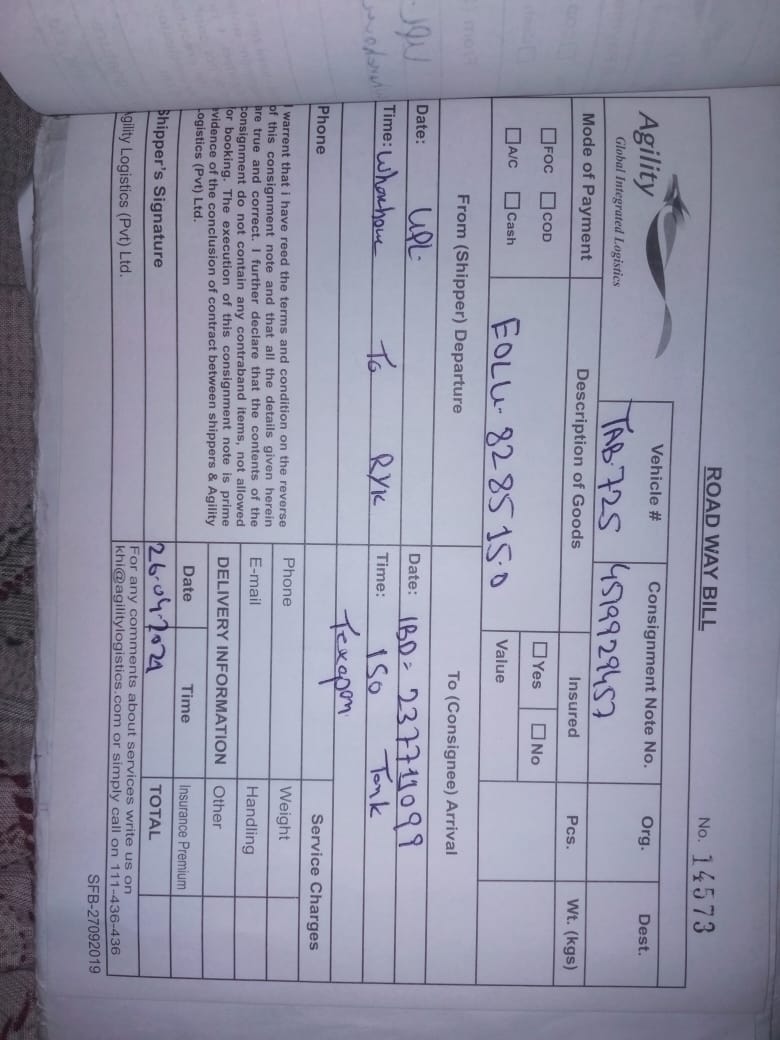 ROAD WAY BILL
No. 14573
Agility
Global Integrated Logistics
Vehicle #
TAB-725
Consignment Note No.
4519929457
Org.
Dest.
Mode of Payment
FOC
COD
A/C
Cash
Description of Goods
EOLU-828515-0
Insured
Yes
No
Value
Pcs.
Wt. (kgs)
From (Shipper) Departure
Date: UPL
Time: To RYK
Phone
To (Consignee) Arrival
Date: IBD= 237711099
Time: ISO Tank
Texapon
Phone
E-mail
Service Charges
Weight
Handling
Other
Insurance Premium
TOTAL
I warrent that i have reed the terms and condition on the reverse
of this consignment note and that all the details given herein
are true and correct. I further declare that the contents of the
consignment do not contain any contraband items, not allowed
for booking. The execution of this consignment note is prime
evidence of the conclusion of contract between shippers & Agility
Logistics (Pvt) Ltd.
Shipper's Signature
Agility Logistics (Pvt) Ltd.
DELIVERY INFORMATION
Date
Time
26-04-2021
For any comments about services write us on
khi@agilitylogistics.com or simply call on 111-436-436
SFB-27092019